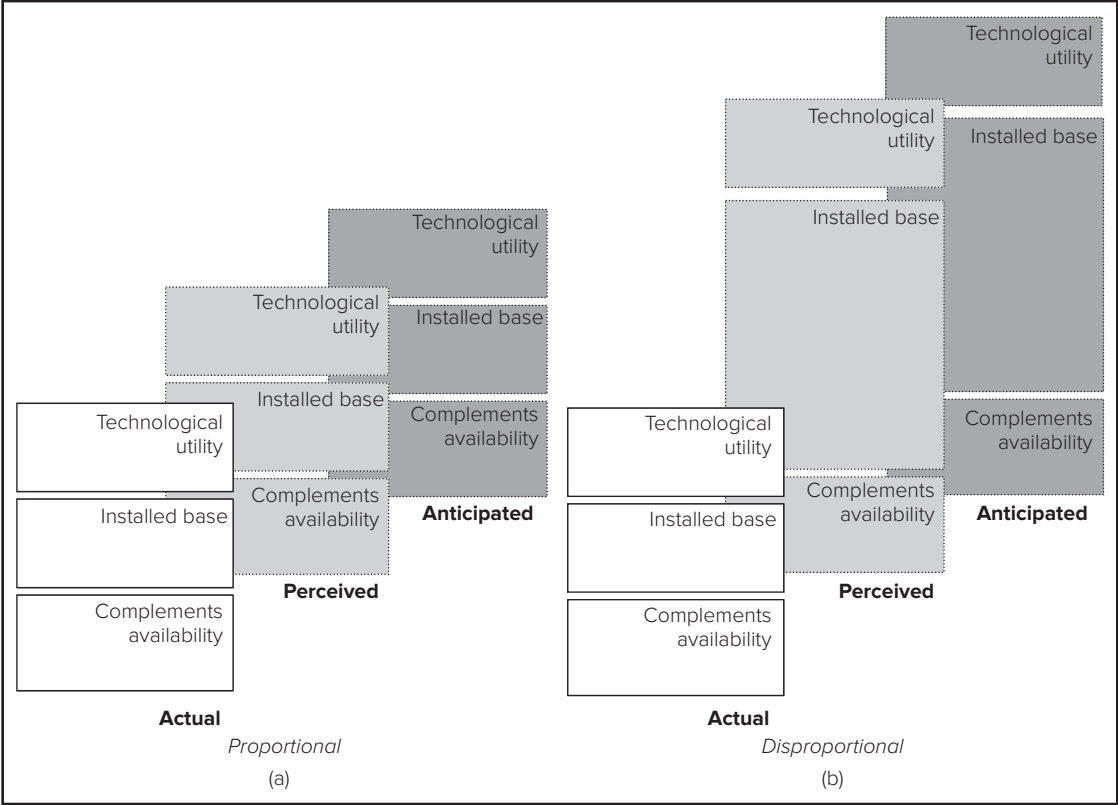 Technological
utility
Installed base
Complements
availability
Anticipated
Technological
utility
Installed base
Complements
availability
Perceived
Technological
utility
Installed base
Complements
availability
Actual
Proportional
(a)
Technological
utility
Installed base
Complements
availability
Anticipated
Technological
utility
Installed base
Complements
availability
Perceived
Technological
utility
Installed base
Complements
availability
Actual
Disproportional
(b)